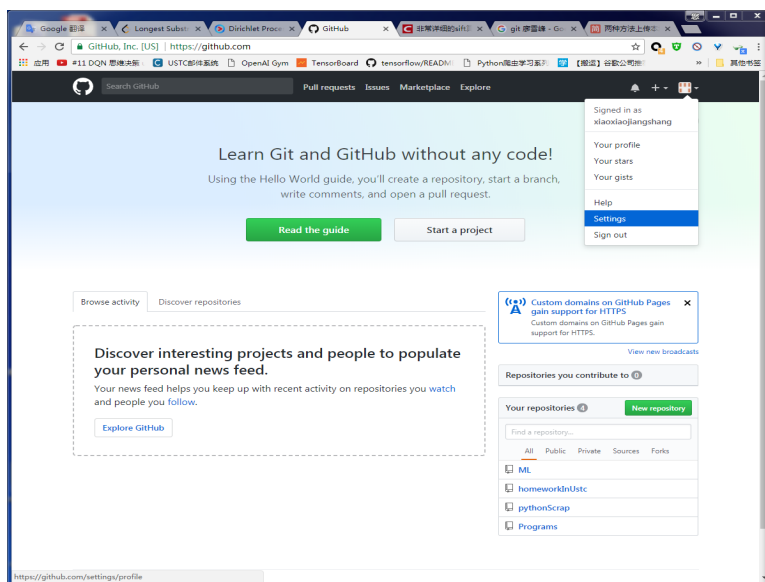 Google 翻译
Longest Subst
Dirichlet Proce
GitHub
非常详细的sift
git 廖雪峰 - Go
两种方法上传本
GitHub, Inc. [US] | https://github.com
应用
#11 DQN 思维决策
USTC邮件系统
OpenAI Gym
TensorBoard
tensorflow/READM
Python爬虫学习系列
【搬运】谷歌公司
»
其他书签
Search GitHub
Pull requests Issues Marketplace Explore
Signed in as
xiaoxiaojiangshang
Your profile
Your stars
Your gists
Help
Settings
Sign out
Learn Git and GitHub without any code!
Using the Hello World guide, you'll create a repository, start a branch,
write comments, and open a pull request.
Read the guide
Start a project
Browse activity
Discover repositories
Discover interesting projects and people to populate
your personal news feed.
Your news feed helps you keep up with recent activity on repositories you watch
and people you follow.
Explore GitHub
Custom domains on GitHub Pages
gain support for HTTPS
Custom domains on GitHub Pages gain
support for HTTPS.
View new broadcasts
Repositories you contribute to 0
Your repositories 4
New repository
Find a repository...
All Public Private Sources Forks
ML
homeworkInUstc
pythonScrap
Programs
https://github.com/settings/profile